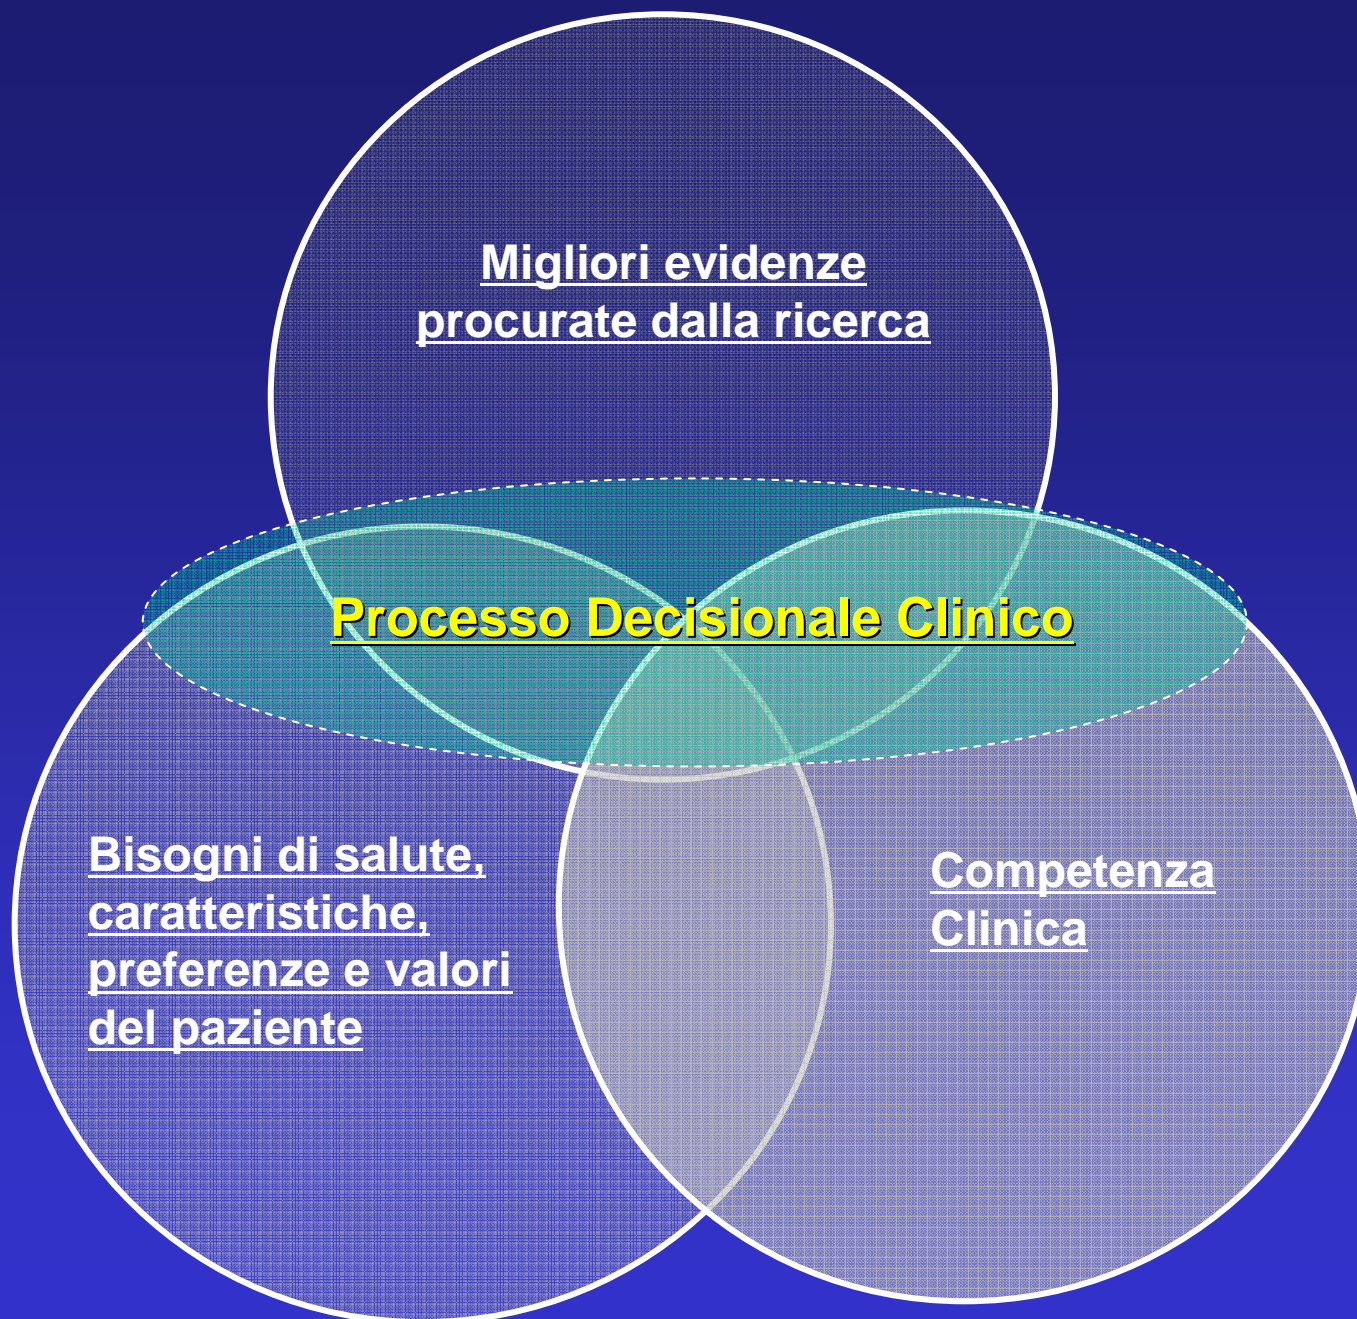 Migliori evidenze
procurate dalla ricerca
Processo Decisionale Clinico
Bisogni di salute,
caratteristiche,
preferenze e valori
del paziente
Competenza
Clinica